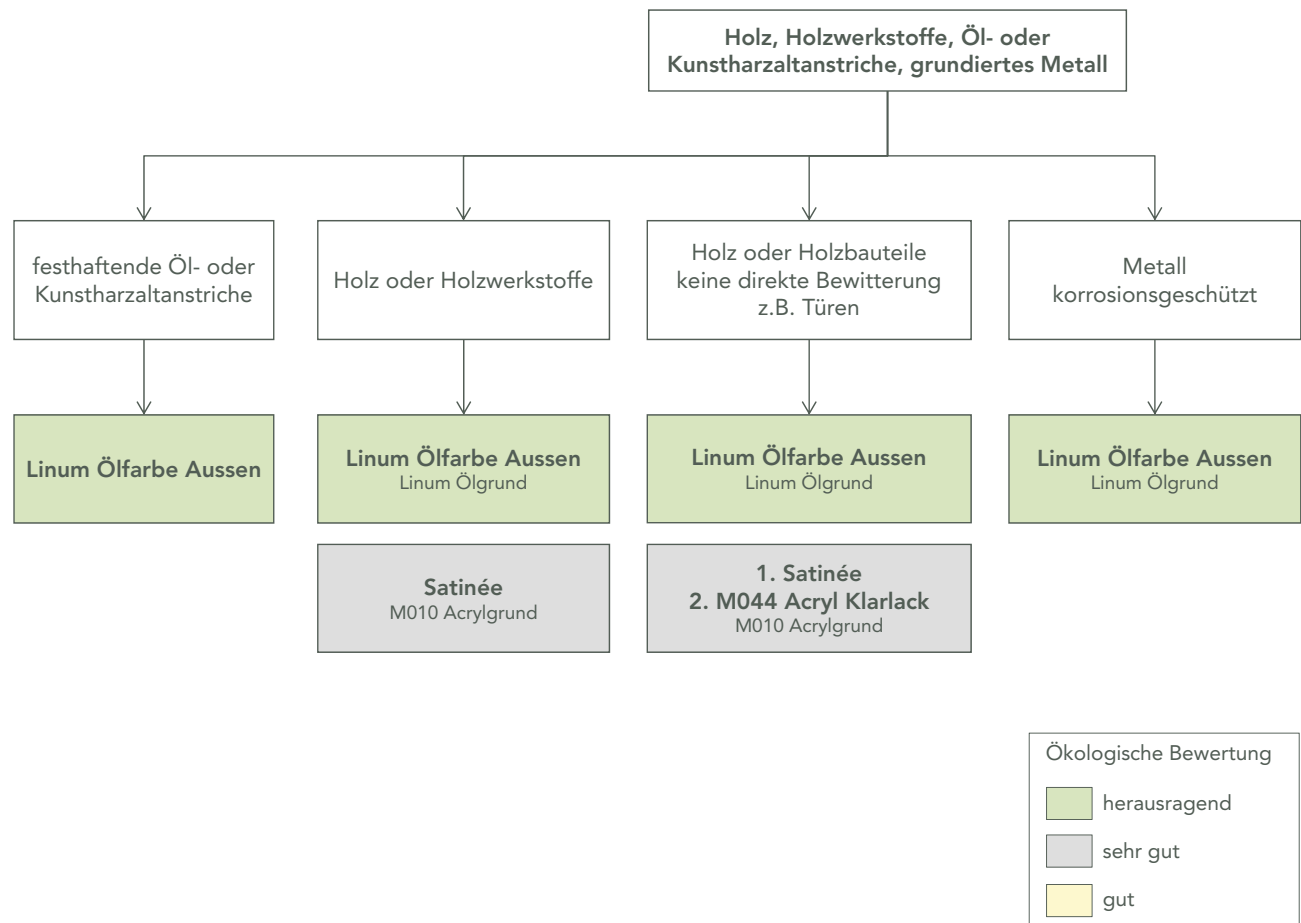 Holz, Holzwerkstoffe, Öl- oder
Kunstharzaltanstriche, grundiertes Metall
festhaftende Öl- oder
Kunstharzaltanstriche
Holz oder Holzwerkstoffe
Holz oder Holzbauteile
keine direkte Bewitterung
z.B. Türen
Metall
korrosionsgeschützt
Linum Ölfarbe Aussen
Linum Ölfarbe Aussen
Linum Ölgrund
Linum Ölfarbe Aussen
Linum Ölgrund
Linum Ölfarbe Aussen
Linum Ölgrund
Satinée
M010 Acrylgrund
1. Satinée
2. M044 Acryl Klarlack
M010 Acrylgrund
Ökologische Bewertung
herausragend
sehr gut
gut